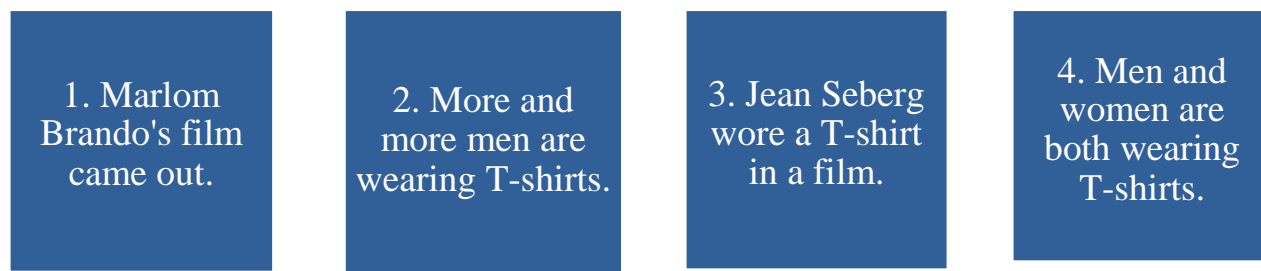 1. Marlom
Brando's film
came out.
2. More and
more men are
wearing T-shirts.
3. Jean Seberg
wore a T-shirt
in a film.
4. Men and
women are
both wearing
T-shirts.